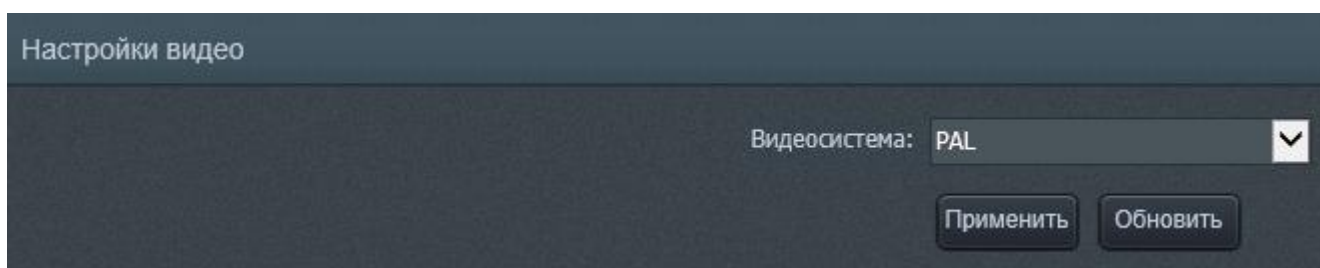 Настройки видео
Видеосистема: PAL
Применить Обновить